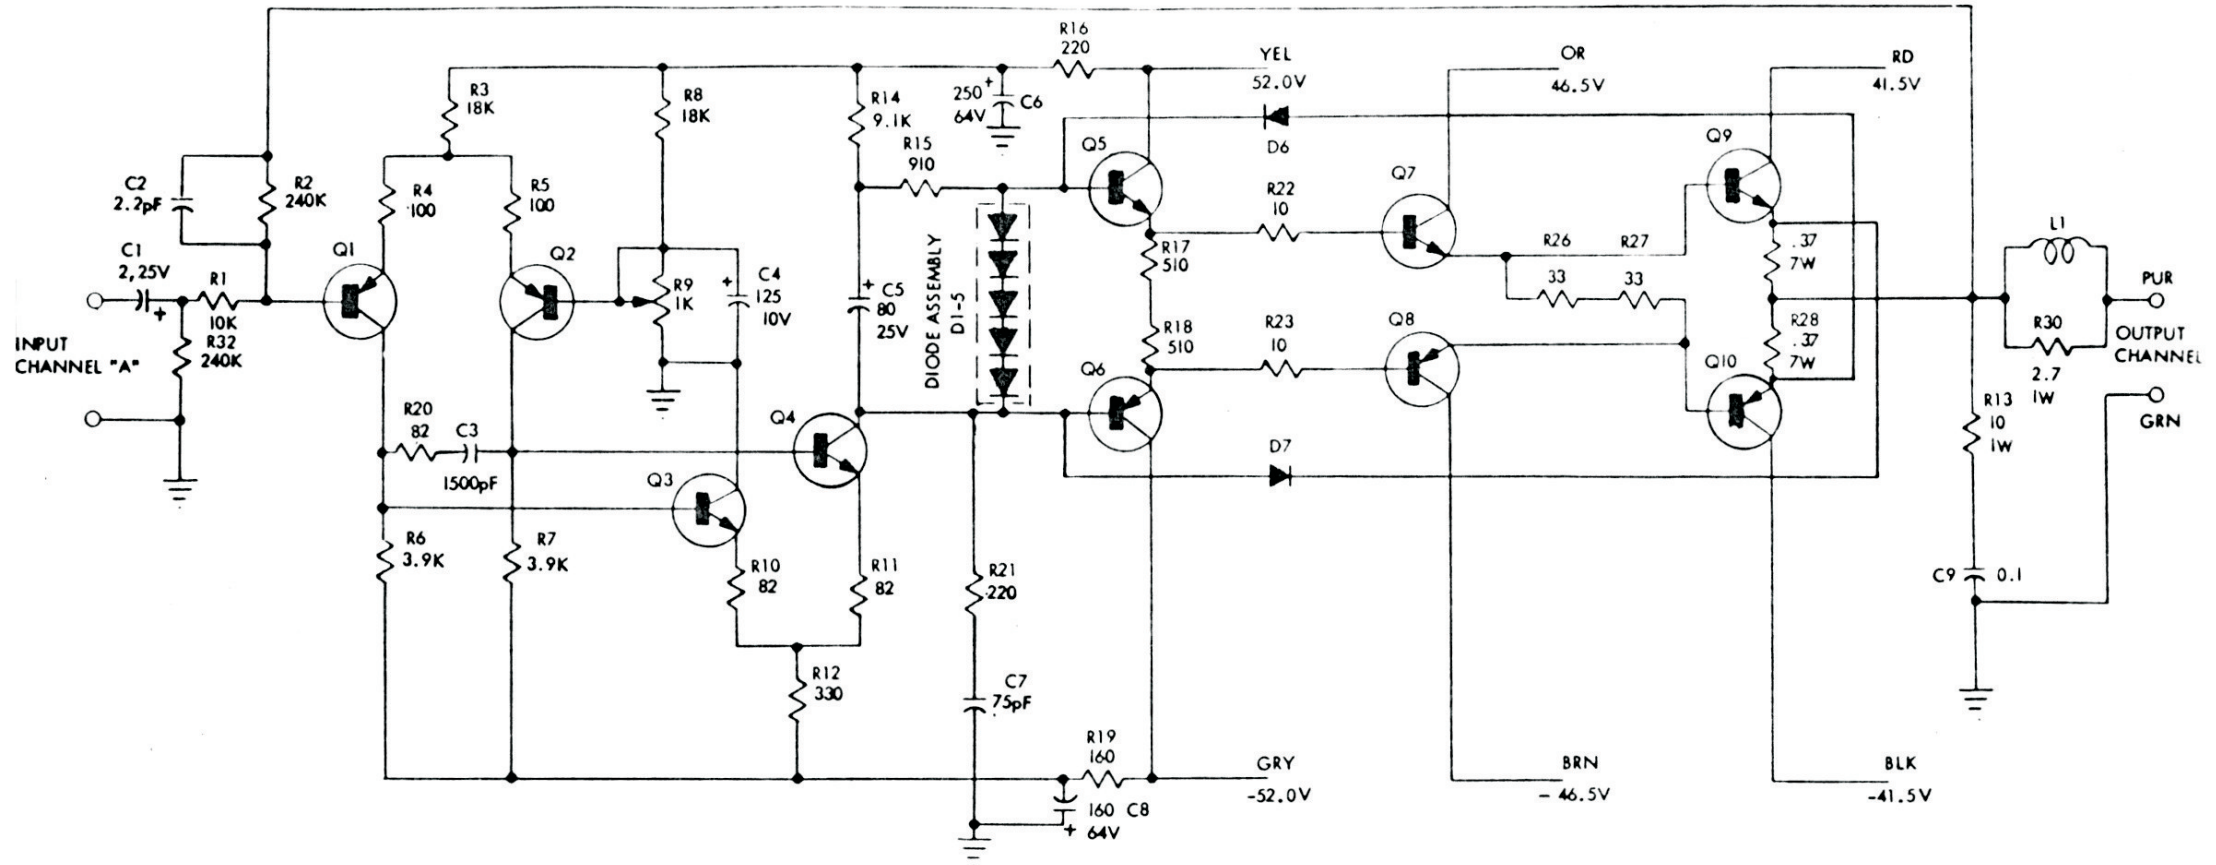 R16
220
YEL
52.0V
OR
46.5V
RD
41.5V
R3
18K
R8
18K
R14
9.1K
250
64V
+
C6
D6
R15
910
Q5
Q7
Q9
C2
2.2pF
R2
240K
R4
100
R5
100
R22
10
L1
C1
2,25V
+
R1
10K
R32
240K
Q1
Q2
R9
1K
+
C4
125
10V
+
C5
80
25V
DIODE ASSEMBLY
D1-5
R17
510
R18
510
R26
33
R27
33
.37
7W
R28
.37
7W
PUR
OUTPUT
CHANNEL
GRN
R30
2.7
1W
INPUT
CHANNEL "A"
R23
10
Q8
Q6
Q10
R20
82
C3
1500pF
Q4
Q3
D7
R13
10
1W
R6
3.9K
R7
3.9K
R10
82
R11
82
R21
220
C9
0.1
R12
330
C7
75pF
R19
160
GRY
-52.0V
BRN
- 46.5V
BLK
-41.5V
160
C8
+
64V